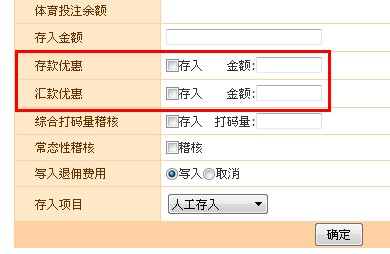 体育投注余额
存入金额
存款优惠 存入 金额:
汇款优惠 存入 金额:
综合打码量稽核 存入 打码量:
常态性稽核 稽核
写入退佣费用 写入 取消
存入项目 人工存入
确定